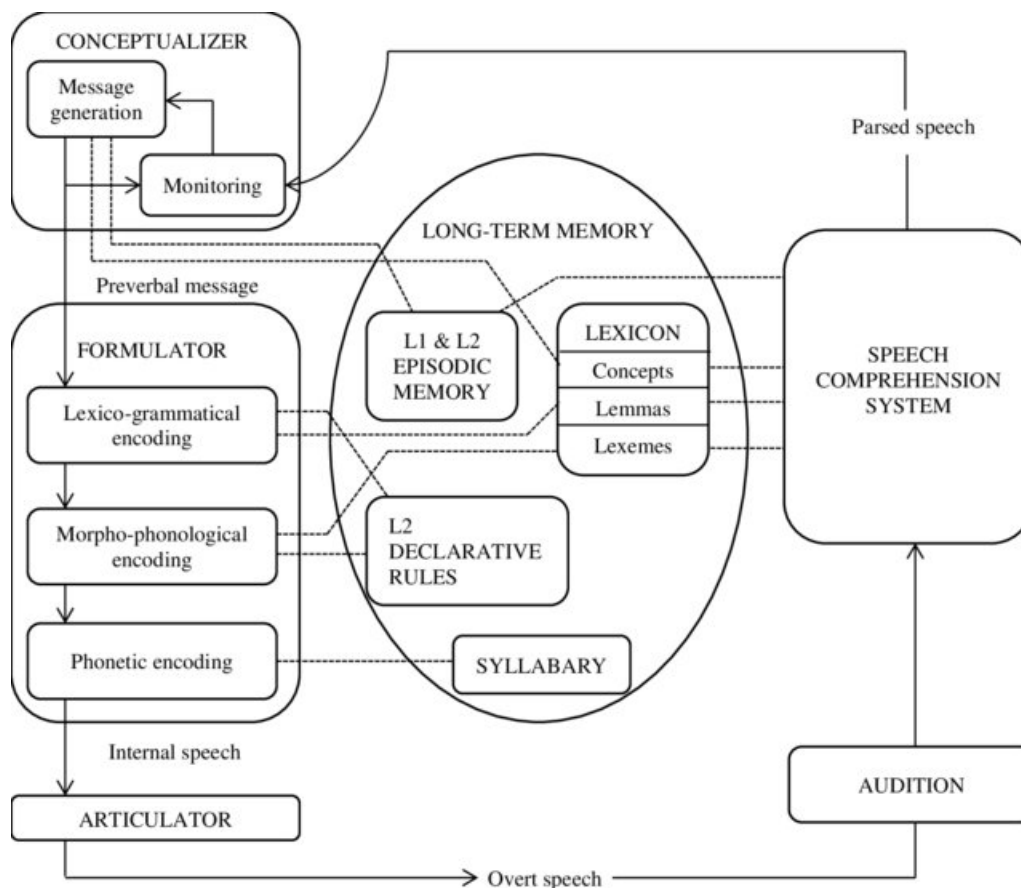 CONCEPTUALIZER
Message
generation
Monitoring
Parsed speech
Preverbal message
LONG-TERM MEMORY
FORMULATOR
Lexico-grammatical
encoding
Morpho-phonological
encoding
Phonetic encoding
L1 & L2
EPISODIC
MEMORY
LEXICON
Concepts
Lemmas
Lexemes
L2
DECLARATIVE
RULES
SYLLABARY
SPEECH
COMPREHENSION
SYSTEM
Internal speech
ARTICULATOR
AUDITION
Overt speech